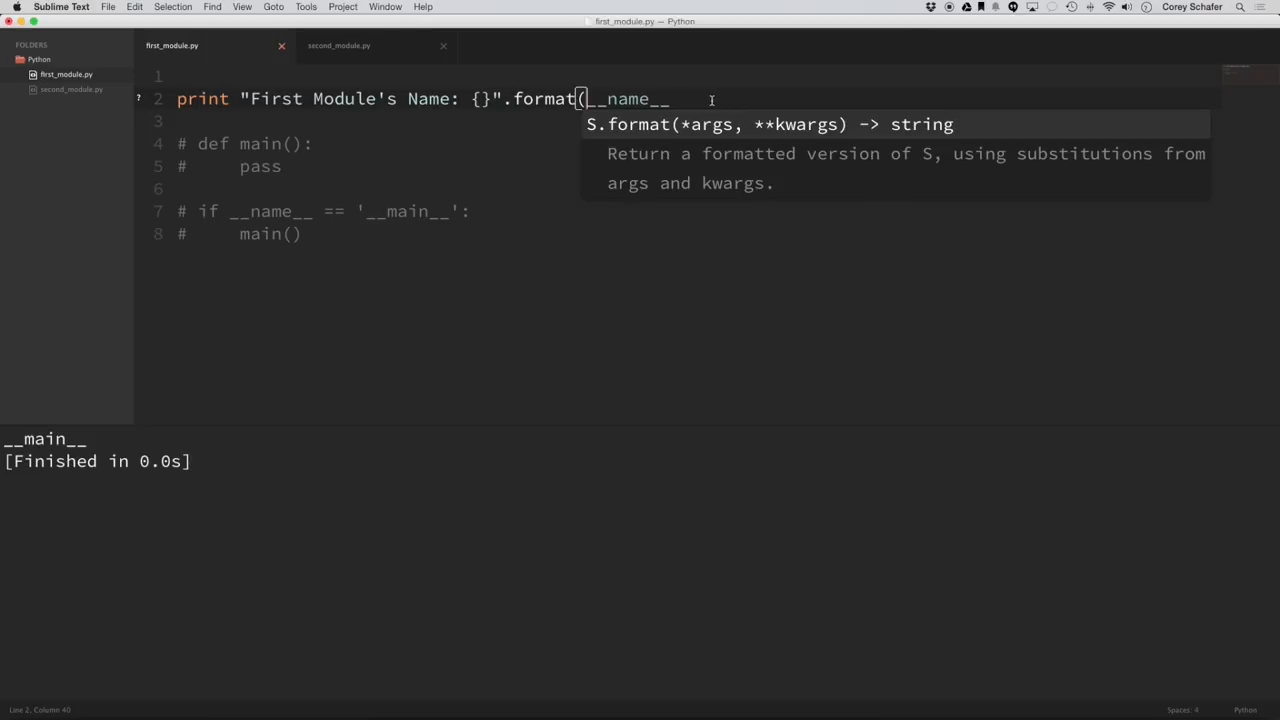 Sublime Text File Edit Selection Find View Goto Tools Project Window Help Corey Schafer
first_module.py — Python
FOLDERS
Python
first_module.py
second_module.py
first_module.py second_module.py
1
? 2 print "First Module's Name: {}".format(__name__
S.format(*args, **kwargs) -> string
Return a formatted version of S, using substitutions from
args and kwargs.
3
4 # def main():
5 #     pass
6
7 # if __name__ == '__main__':
8 #     main()
__main__
[Finished in 0.0s]
Line 2, Column 40 Spaces: 4 Python